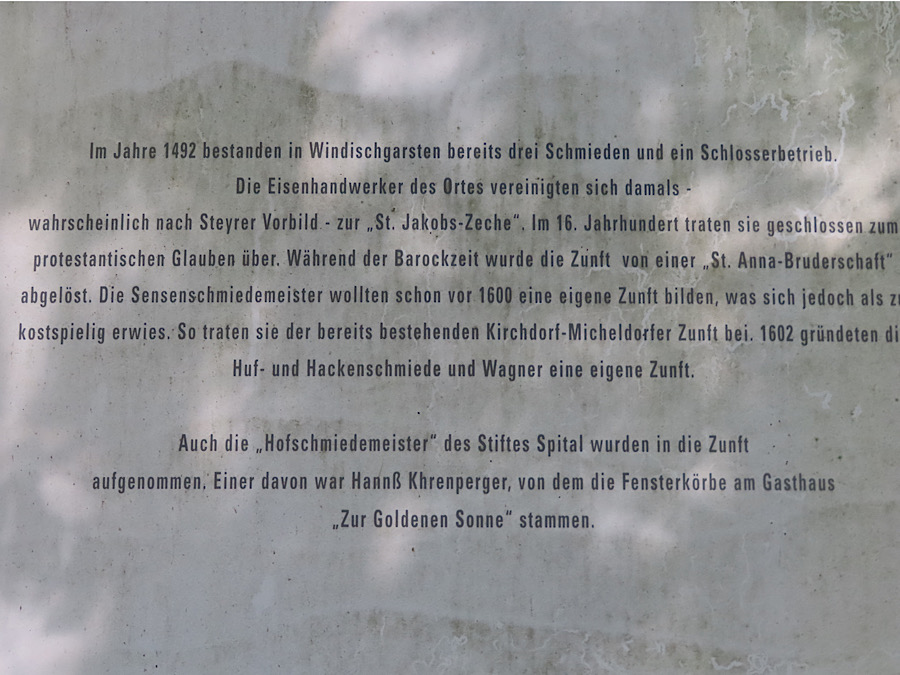 Im Jahre 1492 bestanden in Windischgarsten bereits drei Schmieden und ein Schlosserbetrieb.
Die Eisenhandwerker des Ortes vereinigten sich damals -
wahrscheinlich nach Steyrer Vorbild - zur „St. Jakobs-Zeche“. Im 16. Jahrhundert traten sie geschlossen zum
protestantischen Glauben über. Während der Barockzeit wurde die Zunft von einer „St. Anna-Bruderschaft“
abgelöst. Die Sensenschmiedemeister wollten schon vor 1600 eine eigene Zunft bilden, was sich jedoch als
kostspielig erwies. So traten sie der bereits bestehenden Kirchdorf-Micheldorfer Zunft bei. 1602 gründeten
Huf- und Hackenschmiede und Wagner eine eigene Zunft.
Auch die „Hofschmiedemeister“ des Stiftes Spital wurden in die Zunft
aufgenommen. Einer davon war Hannß Khrenperger, von dem die Fensterkörbe am Gasthaus
„Zur Goldenen Sonne“ stammen.